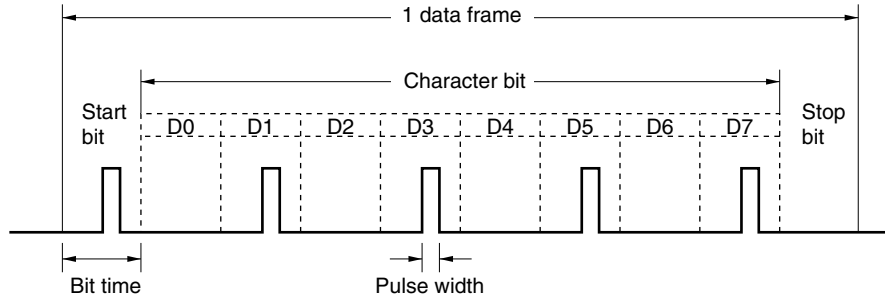 1 data frame
Character bit
Start
bit
D0 D1 D2 D3 D4 D5 D6 D7
Stop
bit
Bit time
Pulse width